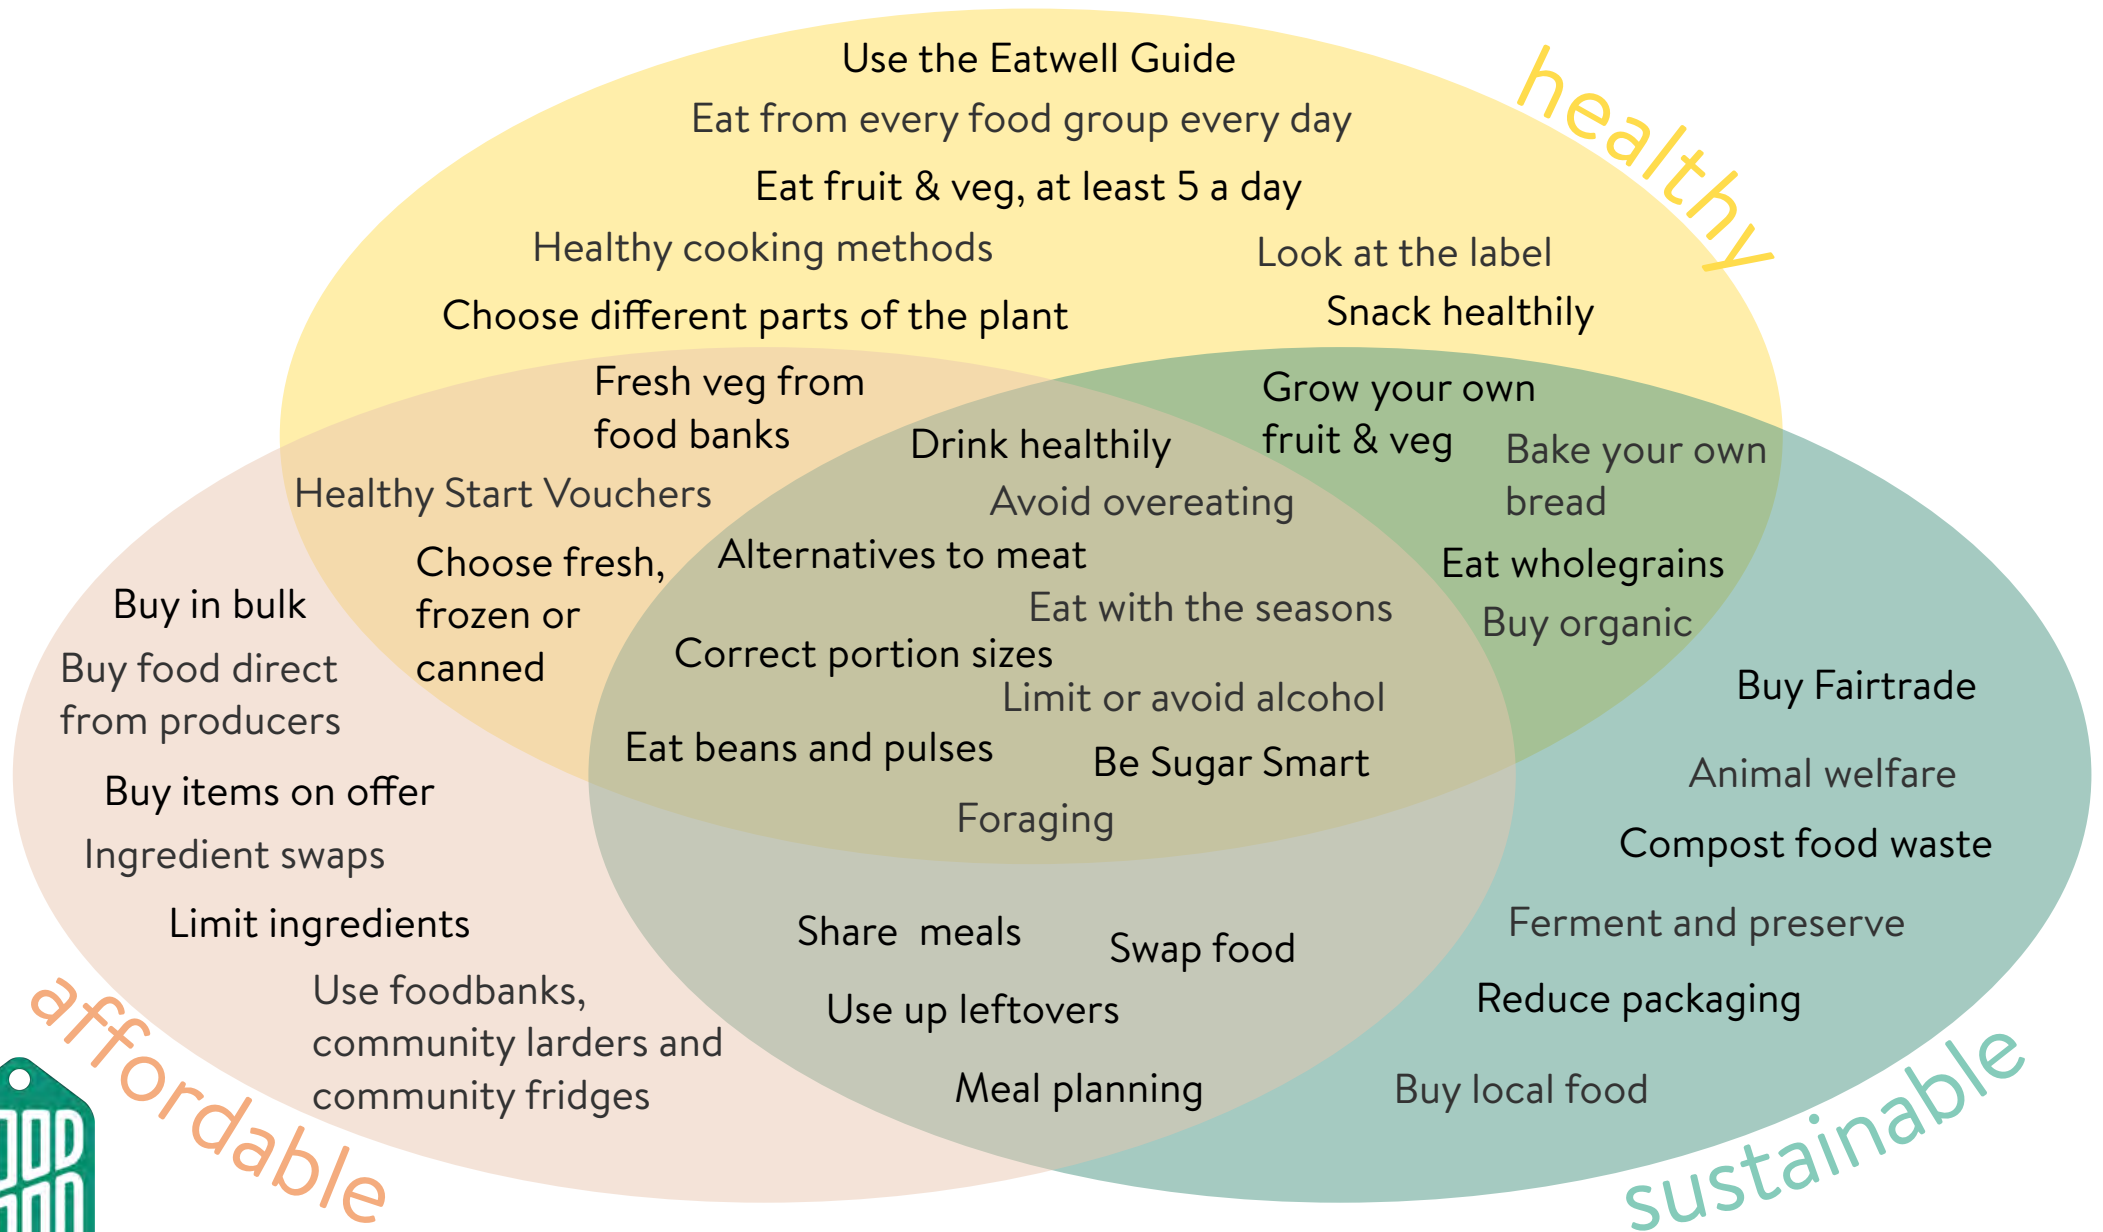 Use the Eatwell Guide
Eat from every food group every day
Eat fruit & veg, at least 5 a day
Healthy cooking methods
Look at the label
Choose different parts of the plant
Snack healthily
healthy
Fresh veg from
food banks
Healthy Start Vouchers
Choose fresh,
frozen or
canned
Drink healthily
Avoid overeating
Alternatives to meat
Eat with the seasons
Correct portion sizes
Limit or avoid alcohol
Eat beans and pulses
Be Sugar Smart
Foraging
Grow your own
fruit & veg
Bake your own
bread
Eat wholegrains
Buy organic
Buy in bulk
Buy food direct
from producers
Buy items on offer
Ingredient swaps
Limit ingredients
Use foodbanks,
community larders and
community fridges
affordable
Share meals
Swap food
Use up leftovers
Meal planning
Buy Fairtrade
Animal welfare
Compost food waste
Ferment and preserve
Reduce packaging
Buy local food
sustainable